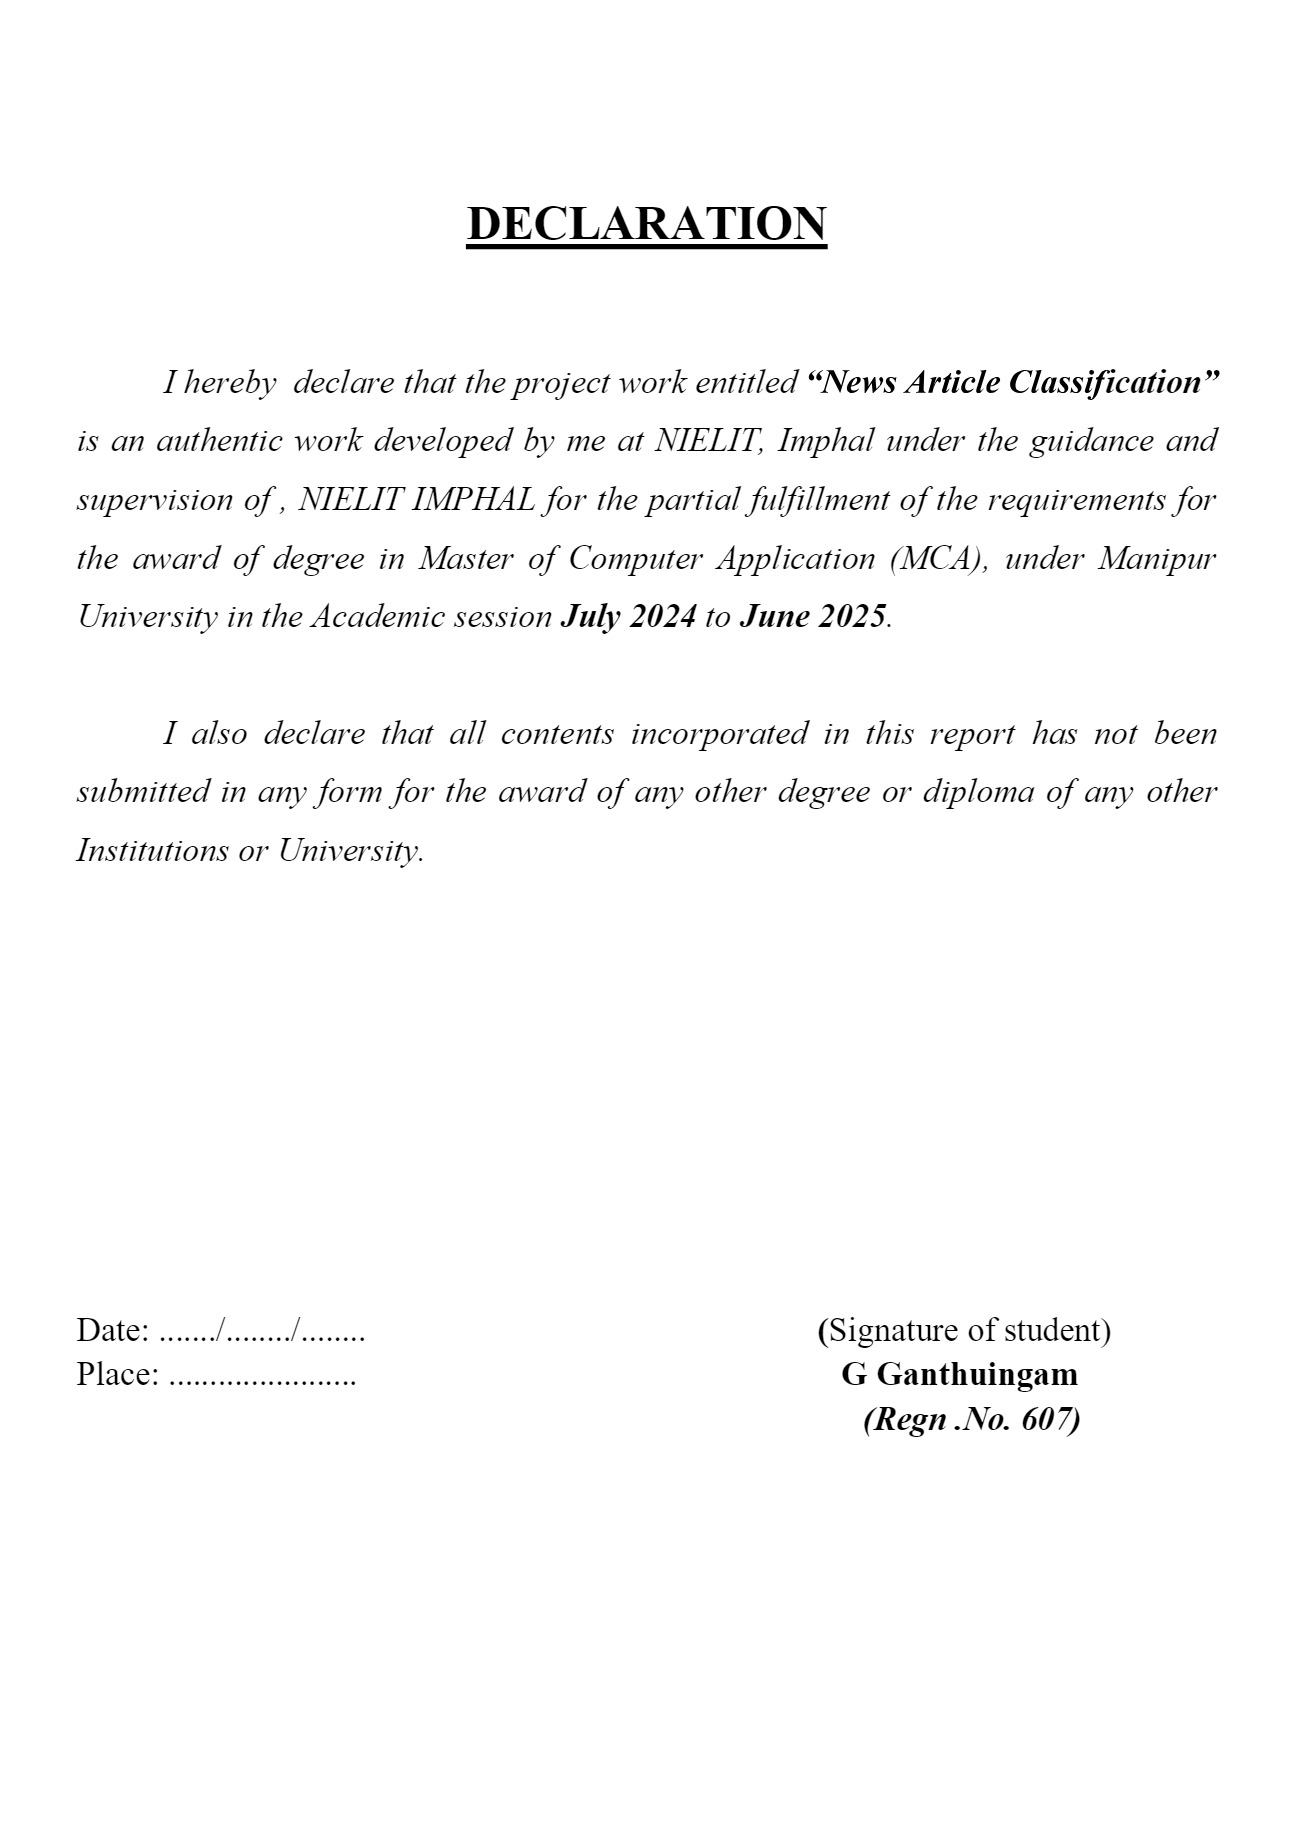 DECLARATION
I hereby  declare that the project work entitled “News Article Classification”
is an authentic work developed by me at NIELIT, Imphal under the guidance and
supervision of , NIELIT IMPHAL for the partial fulfillment of the requirements for
the award of degree in Master of Computer Application (MCA), under Manipur
University in the Academic session July 2024 to June 2025.
I also declare that all contents incorporated in this report has not been
submitted in any form for the award of any other degree or diploma of any other
Institutions or University.
Date: ......./......../........
(Signature of student)
Place: .......................
G Ganthuingam
(Regn .No. 607)